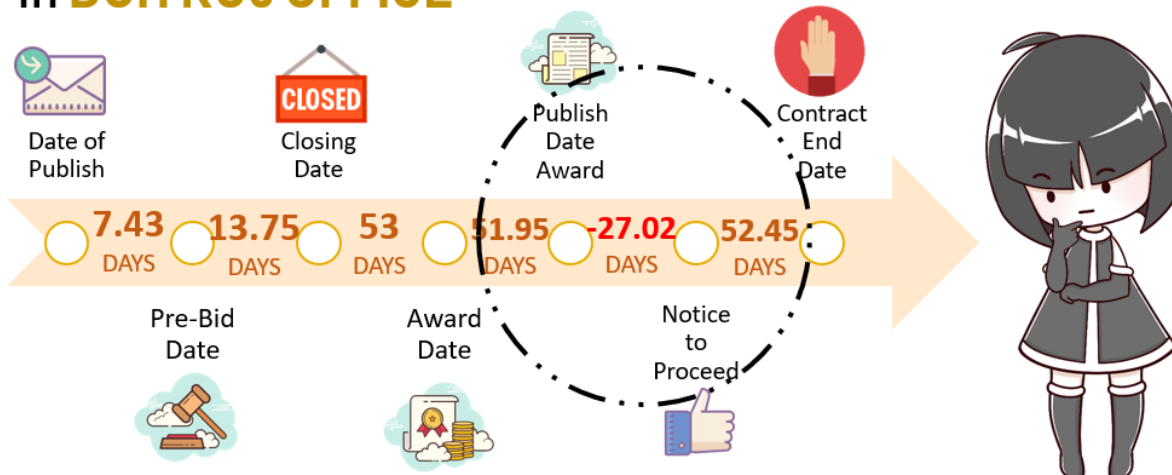 in
CLOSED
Date of
Publish
Closing
Date
Publish
Date
Award
Contract
End
Date
7.43
DAYS
13.75
DAYS
53
DAYS
51.95
DAYS
-27.02
DAYS
52.45
DAYS
Pre-Bid
Date
Award
Date
Notice
to
Proceed